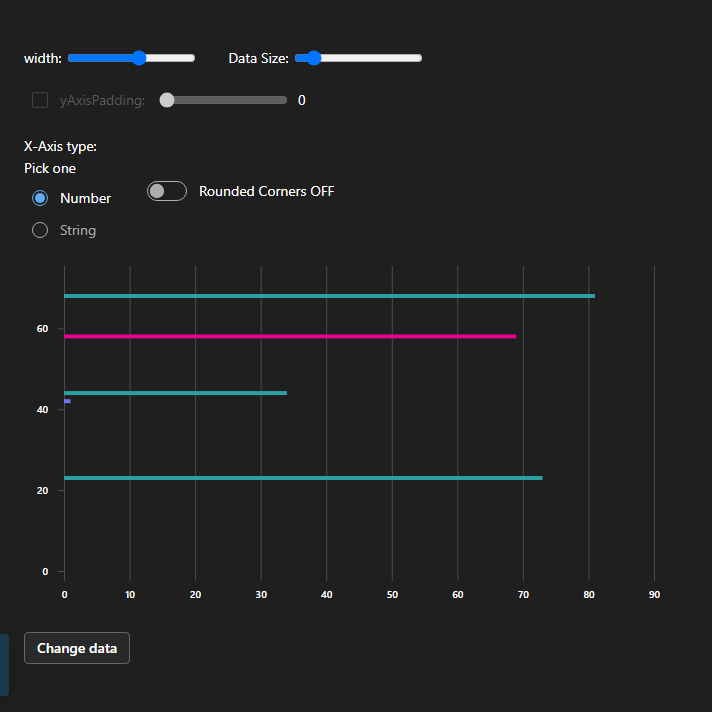 width: Data Size:
yAxisPadding: 0
X-Axis type:
Pick one
Number Rounded Corners OFF
String
60
40
20
0
0 10 20 30 40 50 60 70 80 90
Change data